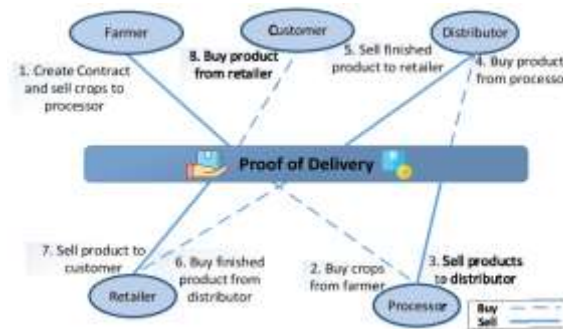 Farmer
Customer
Distributor
1. Create Contract
and sell crops to
processor
8. Buy product
from retailer
5. Sell finished
product to retailer
4. Buy product
from processor
Proof of Delivery
7. Sell product to
customer
6. Buy finished
product from
distributor
2. Buy crops
from farmer
3. Sell products
to distributor
Retailer
Processor
Buy
Sell